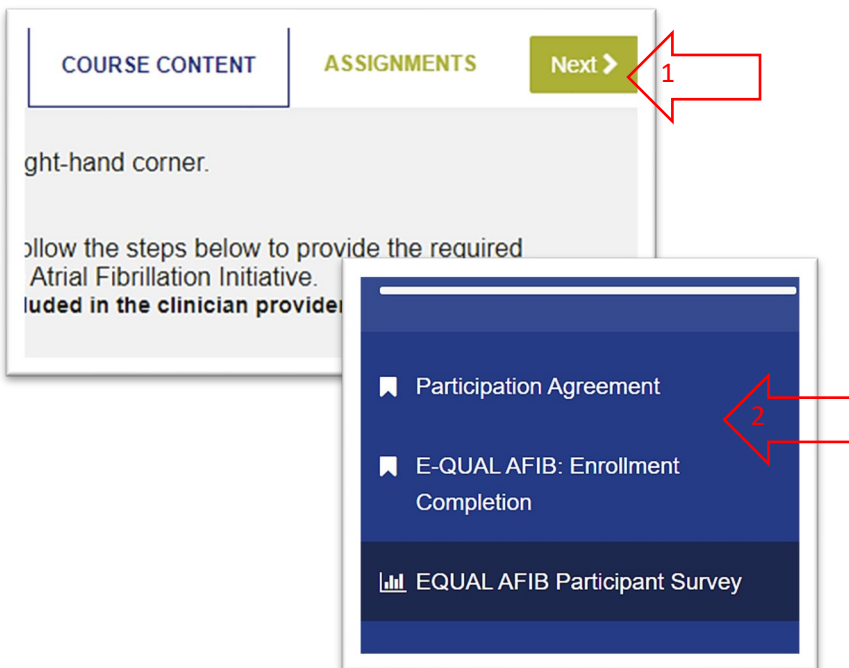 COURSE CONTENT
ASSIGNMENTS
Next
1
ght-hand corner.
ollow the steps below to provide the required
Atrial Fibrillation Initiative.
luded in the clinician provider
Participation Agreement
2
E-QUAL AFIB: Enrollment
Completion
EQUAL AFIB Participant Survey